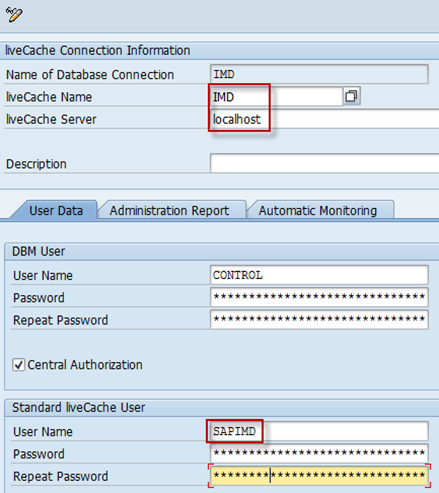 liveCache Connection Information
Name of Database Connection IMD
liveCache Name IMD
liveCache Server localhost
Description
User Data Administration Report Automatic Monitoring
DBM User
User Name CONTROL
Password ******************************
Repeat Password ******************************
Central Authorization
Standard liveCache User
User Name SAPIMD
Password ******************************
Repeat Password ******************************